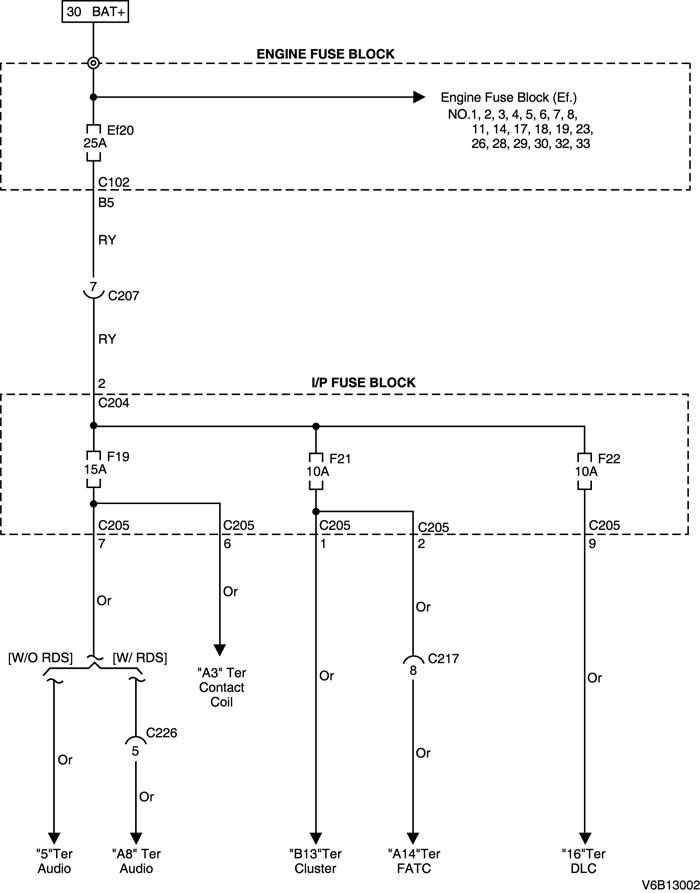 30 BAT+
ENGINE FUSE BLOCK
Engine Fuse Block (Ef.)
NO.1, 2, 3, 4, 5, 6, 7, 8,
11, 14, 17, 18, 19, 23,
26, 28, 29, 30, 32, 33
Ef20
25A
C102
B5
RY
7
C207
RY
2
I/P FUSE BLOCK
C204
F19
15A
F21
10A
F22
10A
C205
7
C205
6
C205
1
C205
2
C205
9
Or
Or
Or
Or
Or
[W/O RDS]
[W/ RDS]
"A3" Ter
Contact
Coil
C217
8
C226
5
Or
Or
Or
"5"Ter
Audio
"A8" Ter
Audio
"B13"Ter
Cluster
"A14"Ter
FATC
"16"Ter
DLC
V6B13002